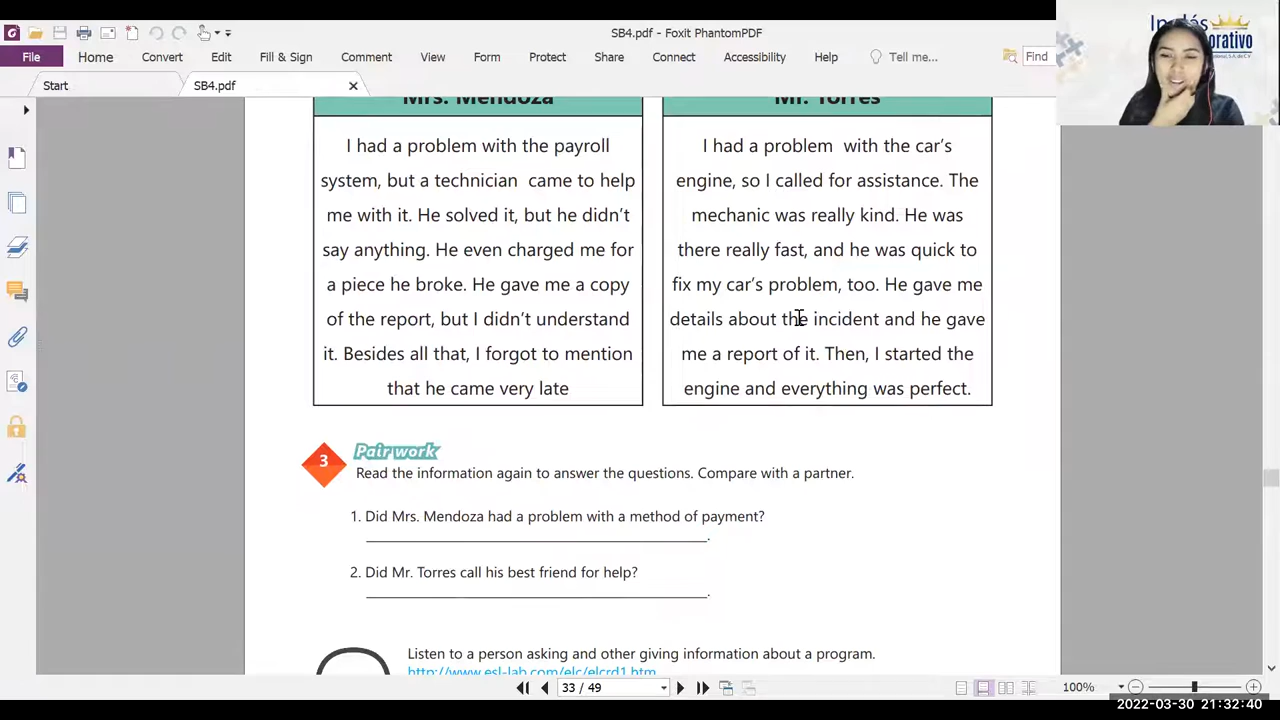 SB4.pdf - Foxit PhantomPDF
File
Home
Convert
Edit
Fill & Sign
Comment
View
Form
Protect
Share
Connect
Accessibility
Help
Tell me...
Find
Start
SB4.pdf
Mrs. Mendoza
I had a problem with the payroll
system, but a technician came to help
me with it. He solved it, but he didn't
say anything. He even charged me for
a piece he broke. He gave me a copy
of the report, but I didn't understand
it. Besides all that, I forgot to mention
that he came very late
Mr. Torres
I had a problem with the car's
engine, so I called for assistance. The
mechanic was really kind. He was
there really fast, and he was quick to
fix my car's problem, too. He gave me
details about the incident and he gave
me a report of it. Then, I started the
engine and everything was perfect.
3
Pair work
Read the information again to answer the questions. Compare with a partner.
1. Did Mrs. Mendoza had a problem with a method of payment?
2. Did Mr. Torres call his best friend for help?
Listen to a person asking and other giving information about a program.
http://www.esl-lab.com/elc/elcrd1.htm
33 / 49
100%
2022-03-30 21:32:40